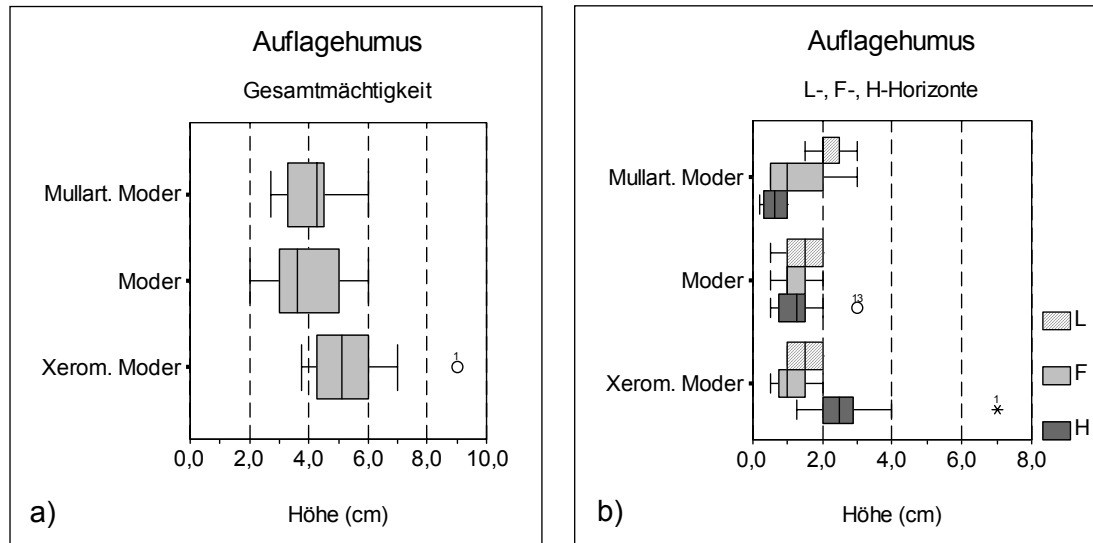 Auflagehumus
Gesamtmächtigkeit
Mullart. Moder
Moder
Xerom. Moder
1
0,0 2,0 4,0 6,0 8,0 10,0
Höhe (cm)
a)
Auflagehumus
L-, F-, H-Horizonte
Mullart. Moder
Moder
13
Xerom. Moder
1
L
F
H
0,0 2,0 4,0 6,0 8,0
Höhe (cm)
b)